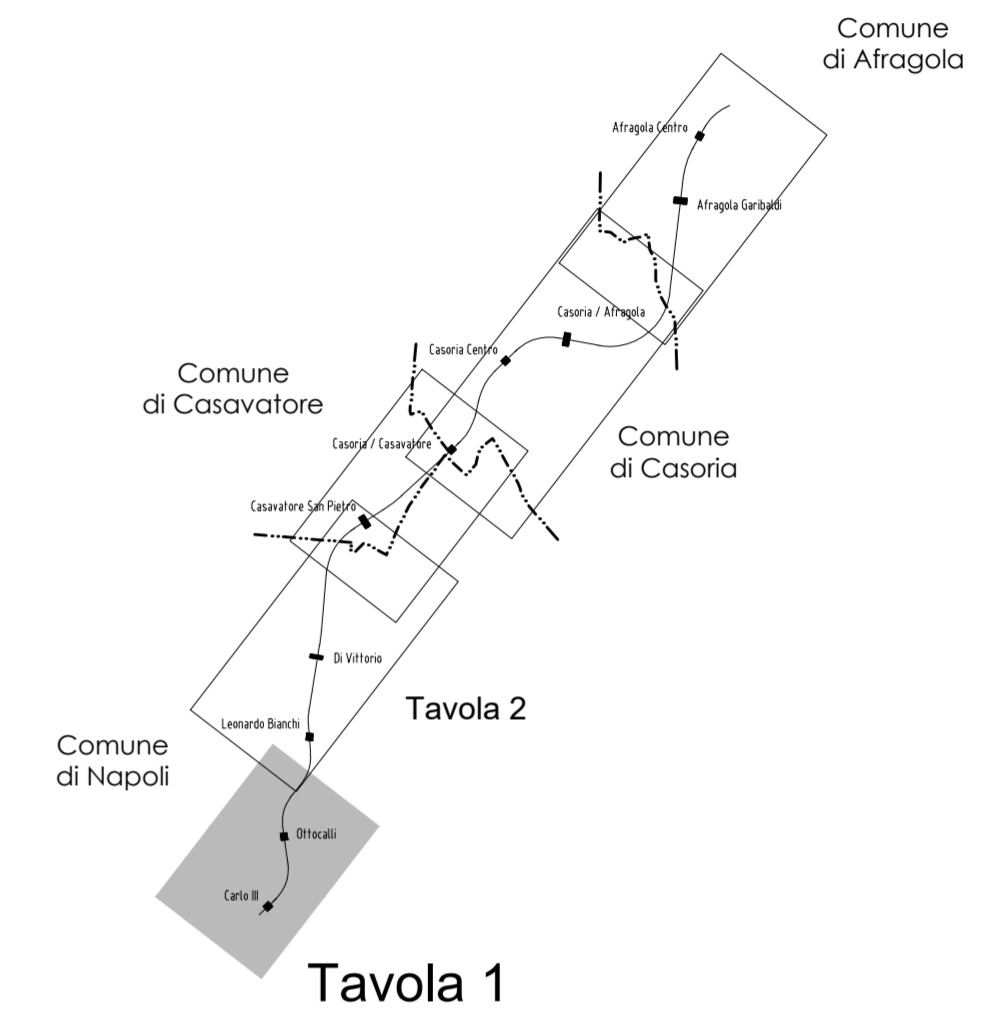 Comune
di Afragola
Afragola Centro
Afragola Garibaldi
Casoria / Afragola
Casoria Centro
Comune
di Casavatore
Casoria / Casavatore
Comune
di Casoria
Casavatore San Pietro
Di Vittorio
Tavola 2
Leonardo Bianchi
Comune
di Napoli
Ottocalli
Carlo III
Tavola 1